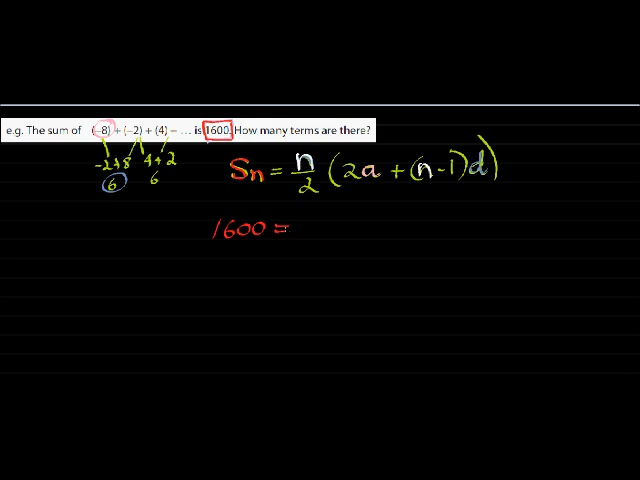 e.g. The sum of (–8) + (–2) + (4) – ... is 1600. How many terms are there?
-2+8 4+2
6 6
Sn = n/2 (2a + (n-1)d)
1600 =